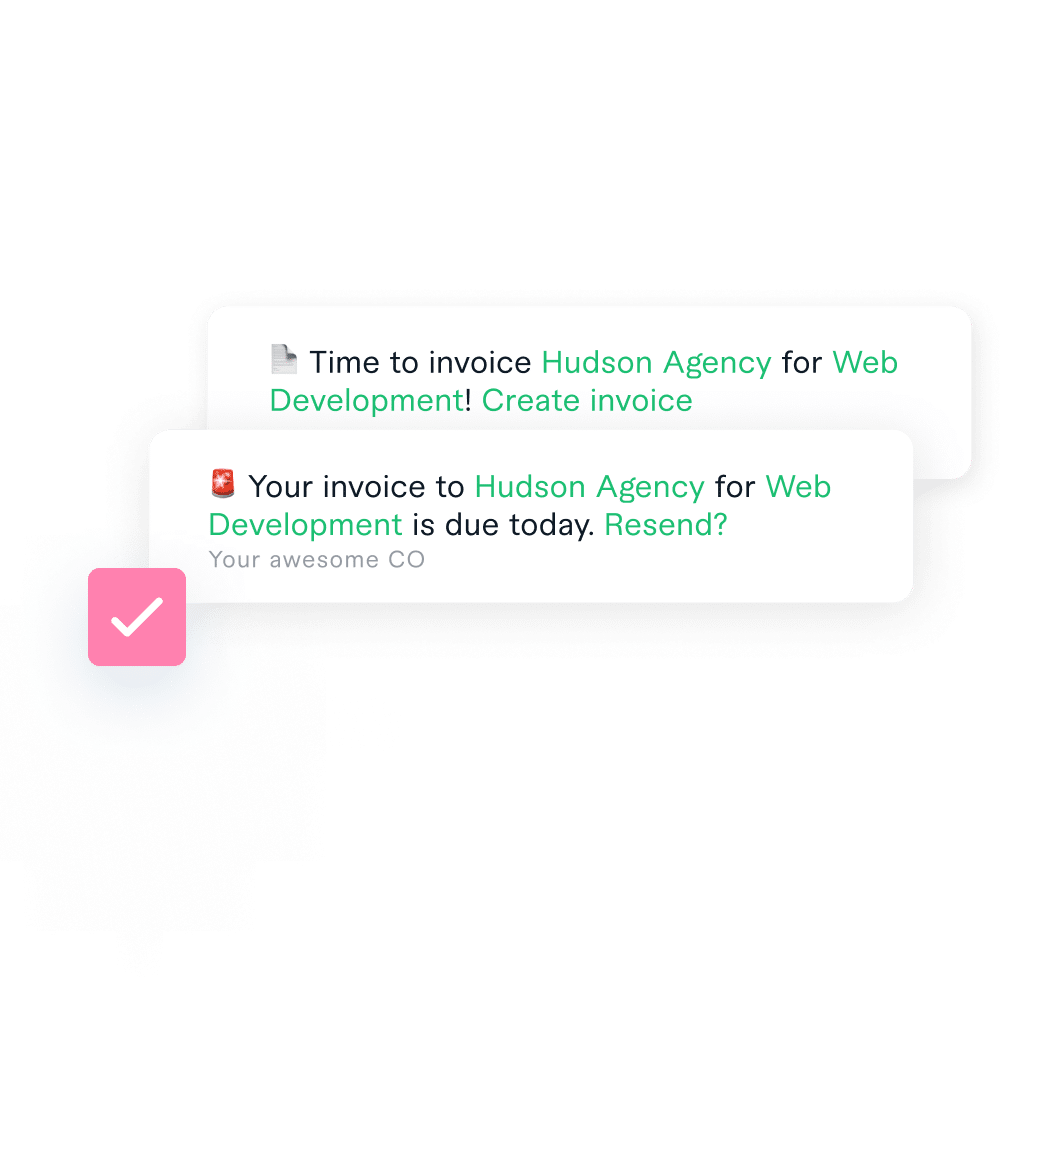 Time to invoice Hudson Agency for Web
Development! Create invoice
Your invoice to Hudson Agency for Web
Development is due today. Resend?
Your awesome CO